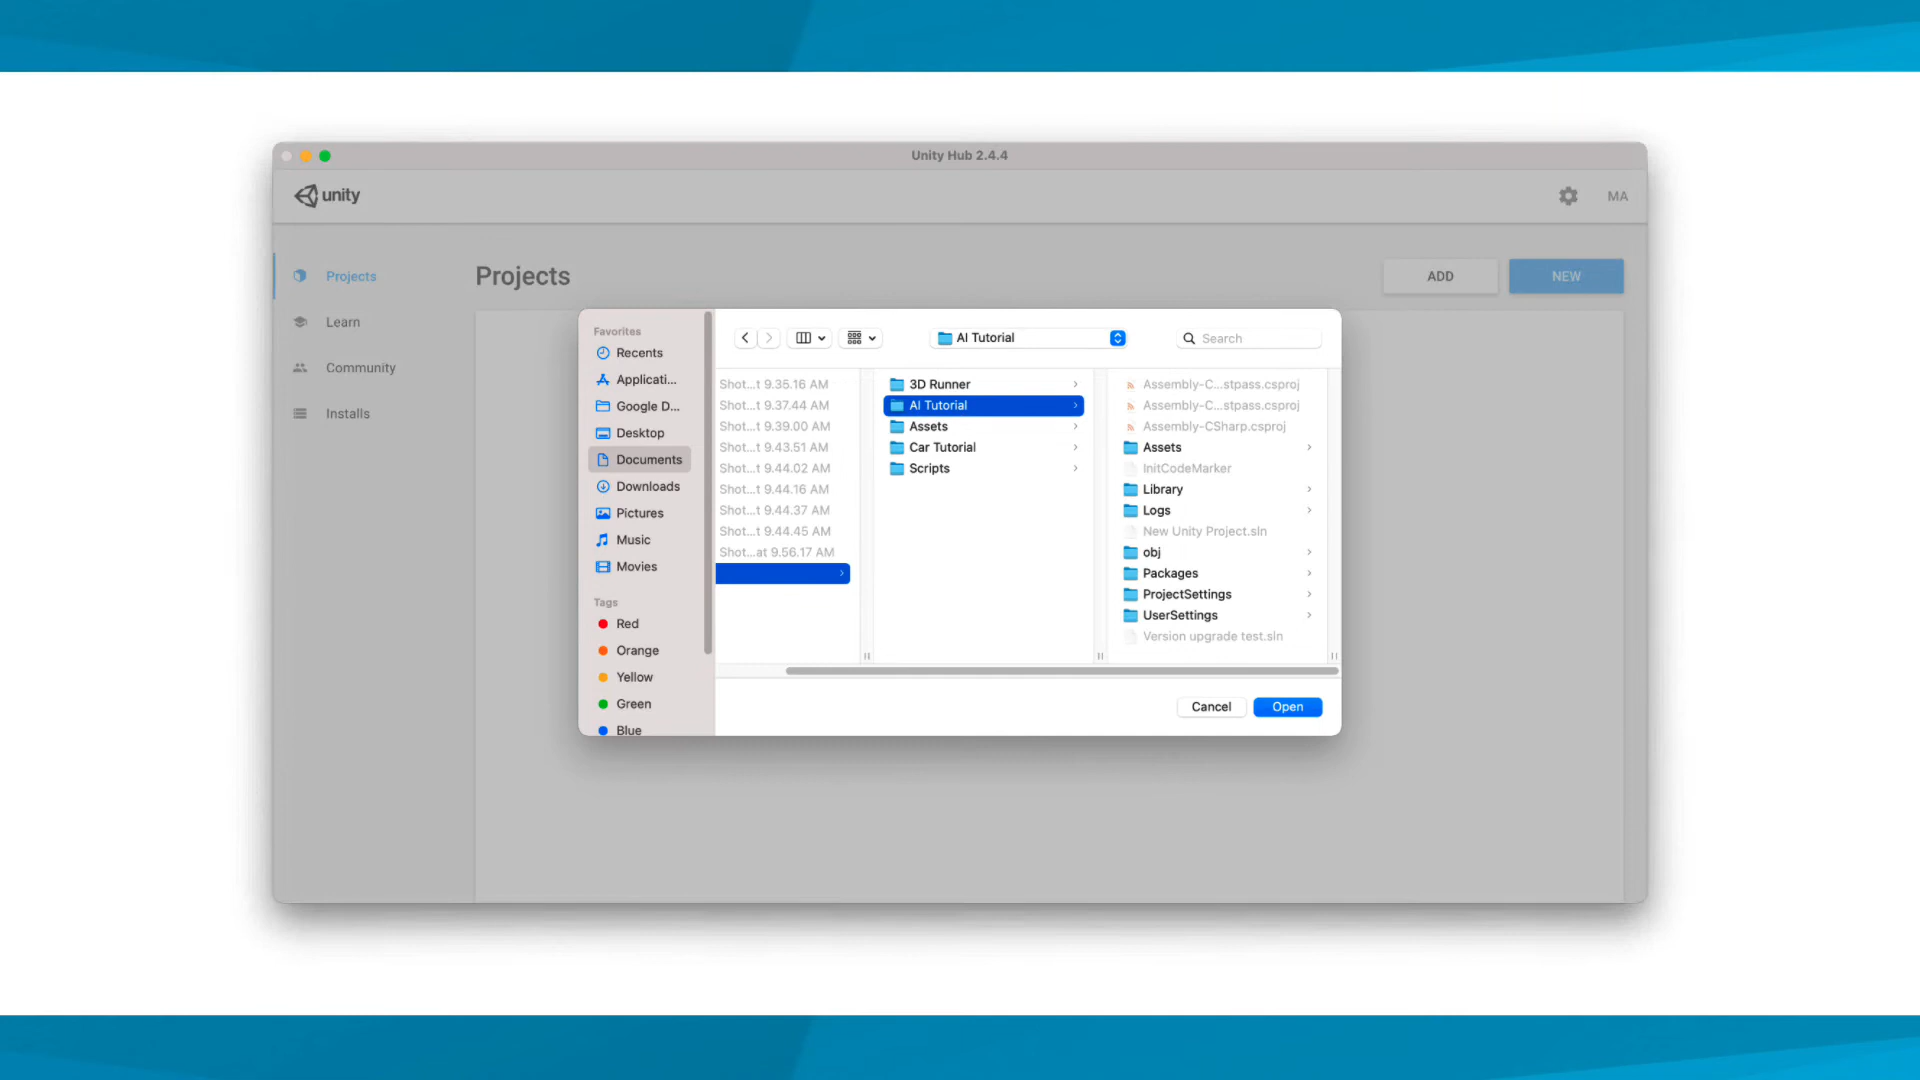 Unity Hub 2.4.4
unity
MA
Projects
Learn
Community
Installs
Projects
ADD
NEW
Favorites
Recents
Applicati...
Google D...
Desktop
Documents
Downloads
Pictures
Music
Movies
Tags
Red
Orange
Yellow
Green
Blue
AI Tutorial
Search
Shot...t 9.35.16 AM
Shot...t 9.37.44 AM
Shot...t 9.39.00 AM
Shot...t 9.43.51 AM
Shot...t 9.44.02 AM
Shot...t 9.44.16 AM
Shot...t 9.44.37 AM
Shot...t 9.44.45 AM
Shot...at 9.56.17 AM
3D Runner
AI Tutorial
Assets
Car Tutorial
Scripts
Assembly-C...stpass.csproj
Assembly-C...stpass.csproj
Assembly-CSharp.csproj
Assets
InitCodeMarker
Library
Logs
New Unity Project.sln
obj
Packages
ProjectSettings
UserSettings
Version upgrade test.sln
Cancel
Open